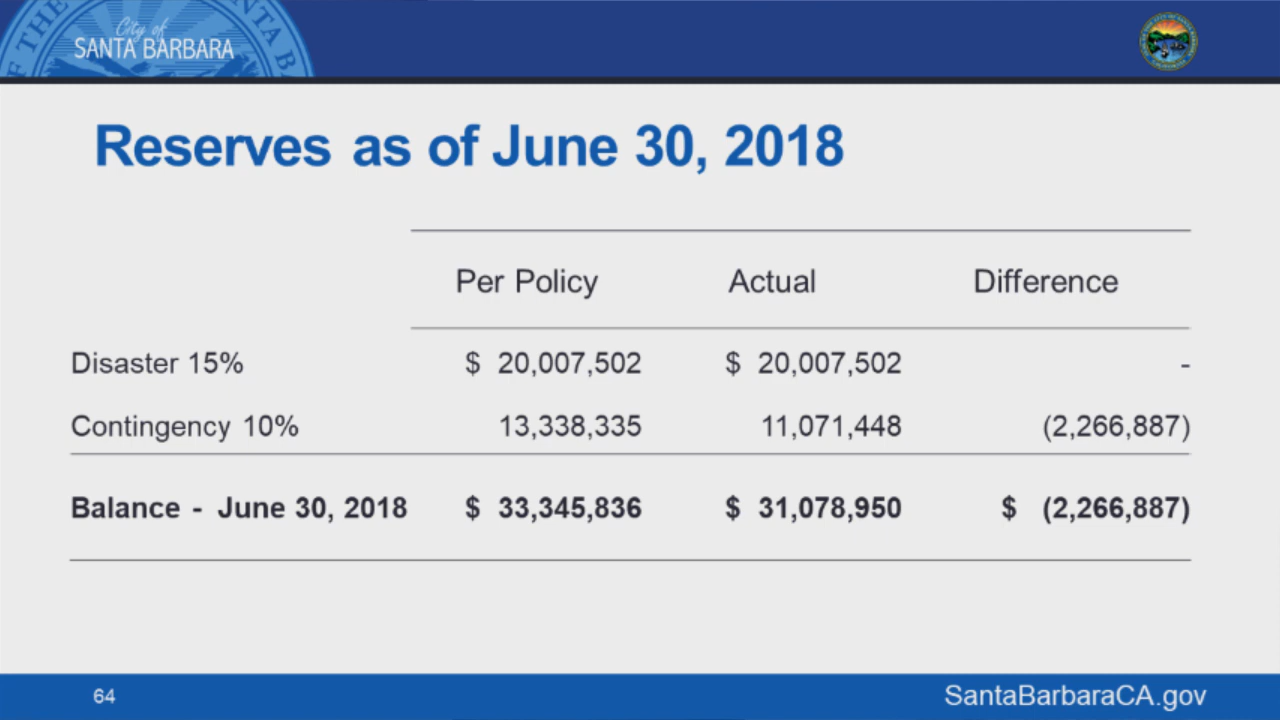 City of
SANTA BARBARA
Reserves as of June 30, 2018
Per Policy Actual Difference
Disaster 15% $ 20,007,502 $ 20,007,502 -
Contingency 10% 13,338,335 11,071,448 (2,266,887)
Balance - June 30, 2018 $ 33,345,836 $ 31,078,950 $ (2,266,887)
64
SantaBarbaraCA.gov